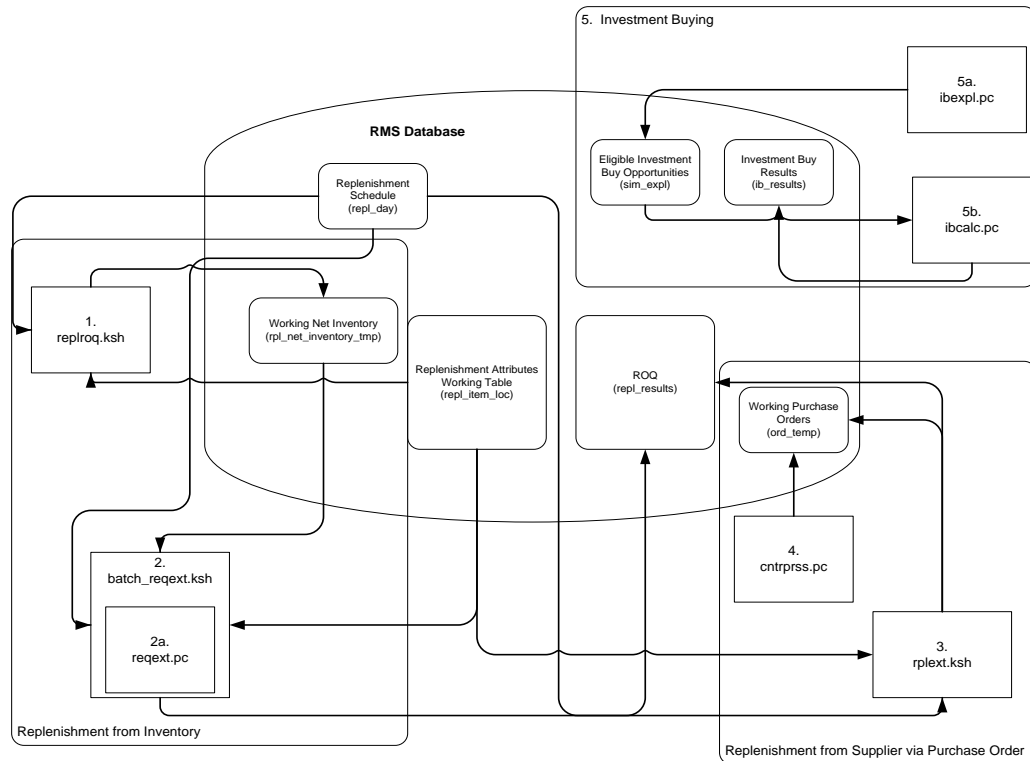 5. Investment Buying
5a.
ibexpl.pc
RMS Database
Eligible Investment
Buy Opportunities
(sim_expl)
Investment Buy
Results
(ib_results)
Replenishment
Schedule
(repl_day)
5b.
ibcalc.pc
1.
replroq.ksh
Working Net Inventory
(rpl_net_inventory_tmp)
Replenishment Attributes
Working Table
(repl_item_loc)
ROQ
(repl_results)
Working Purchase
Orders
(ord_temp)
2.
batch_reqext.ksh
4.
cntrprss.pc
2a.
reqext.pc
3.
rplext.ksh
Replenishment from Inventory
Replenishment from Supplier via Purchase Order